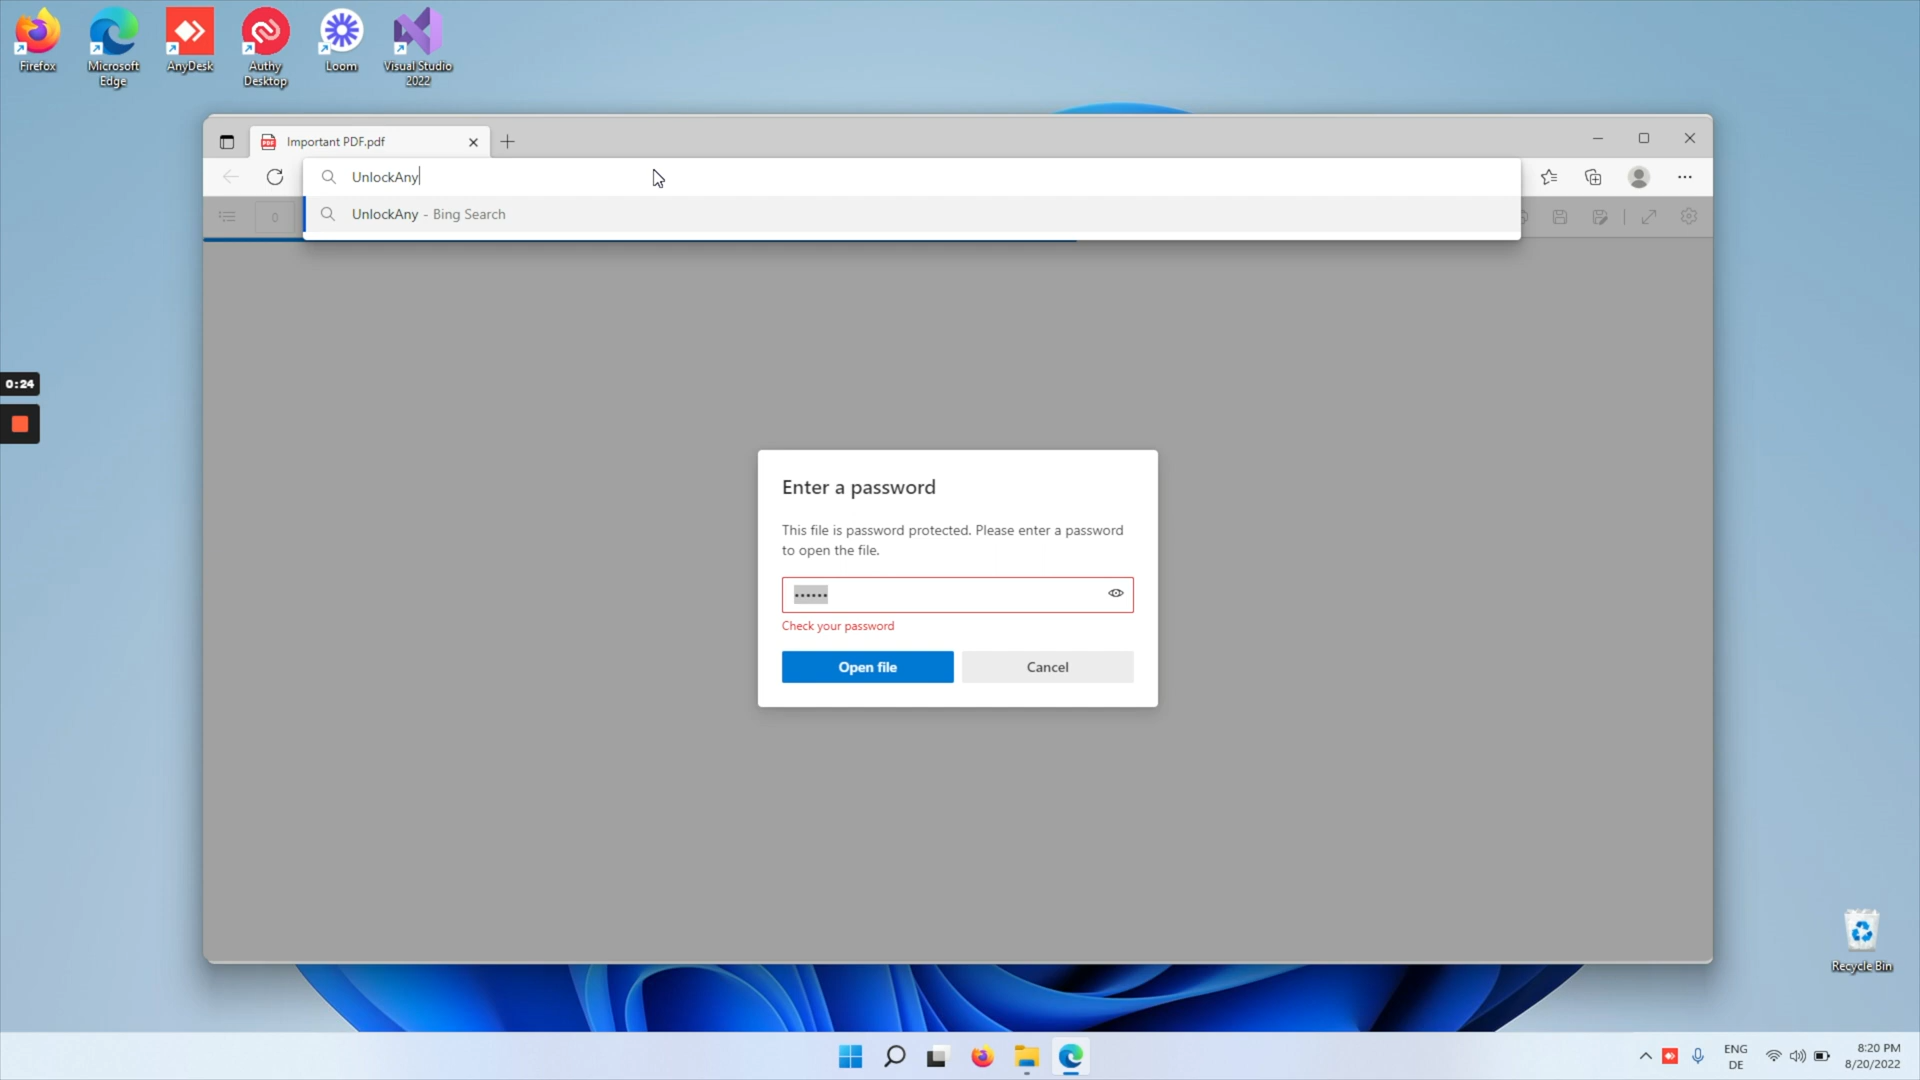 Firefox
Microsoft
Edge
AnyDesk
Authy
Desktop
Loom
Visual Studio
2022
Important PDF.pdf
UnlockAny
0
UnlockAny - Bing Search
0:24
Enter a password
This file is password protected. Please enter a password
to open the file.
••••••
Check your password
Open file
Cancel
Recycle Bin
ENG
DE
8:20 PM
8/20/2022